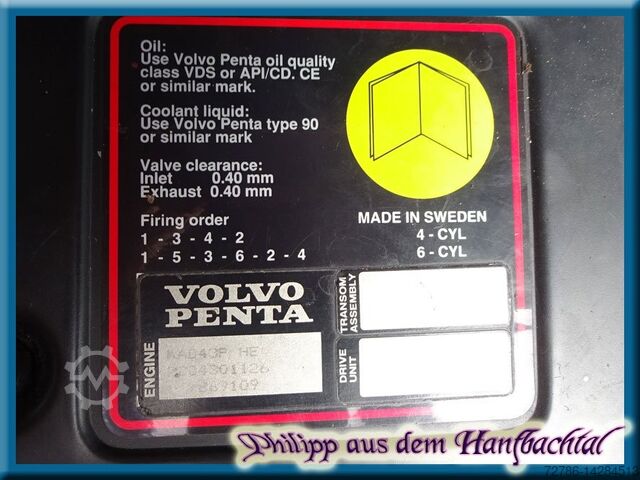 Oil:
Use Volvo Penta oil quality
class VDS or API/CD. CE
or similar mark.
Coolant liquid:
Use Volvo Penta type 90
or similar mark
Valve clearance:
Inlet 0.40 mm
Exhaust 0.40 mm
Firing order
1 - 3 - 4 - 2
1 - 5 - 3 - 6 - 2 - 4
MADE IN SWEDEN
4 - CYL
6 - CYL
VOLVO
PENTA
ENGINE
KAD43P HE
TRANSOM
ASSEMBLY
DRIVE
UNIT
Philipp aus dem Hanfbachtal